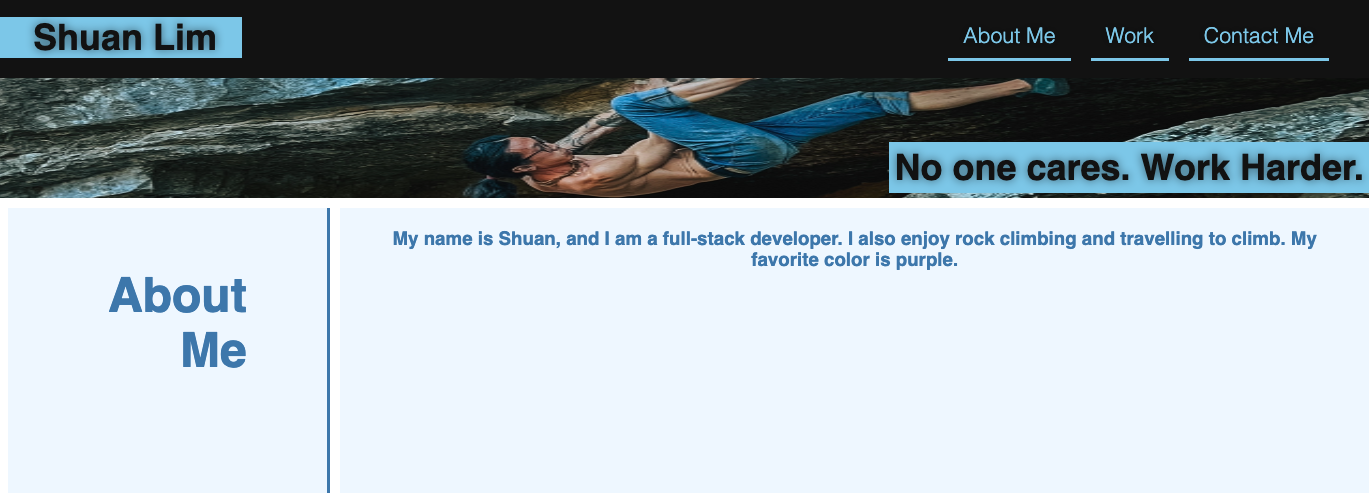 Shuan Lim
About Me Work Contact Me
No one cares. Work Harder.
About
Me
My name is Shuan, and I am a full-stack developer. I also enjoy rock climbing and travelling to climb. My
favorite color is purple.